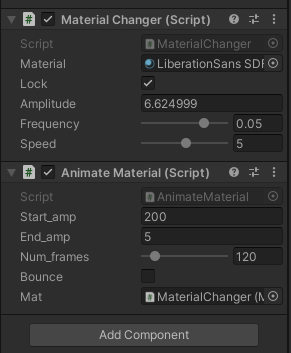 Material Changer (Script)
Script MaterialChanger
Material LiberationSans SDF
Lock
Amplitude 6.624999
Frequency 0.05
Speed 5
Animate Material (Script)
Script AnimateMaterial
Start_amp 200
End_amp 5
Num_frames 120
Bounce
Mat MaterialChanger (M
Add Component